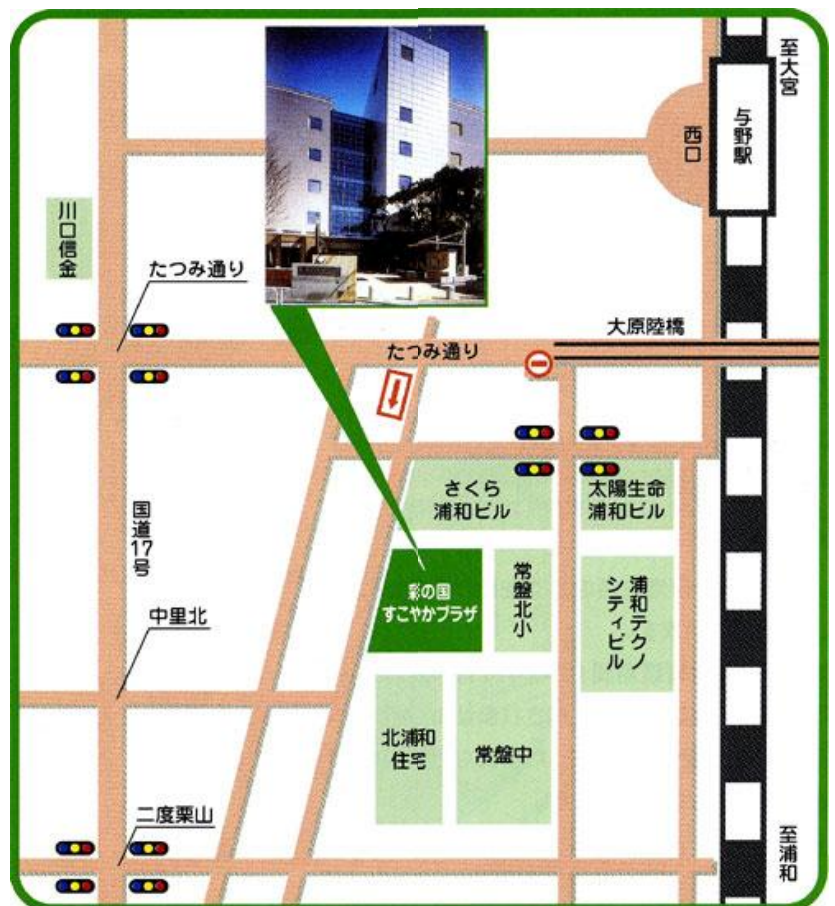 至大宮
与野駅
西口
川口信金
たつみ通り
大原陸橋
たつみ通り
さくら
浦和ビル
太陽生命
浦和ビル
国道17号
彩の国
すこやかプラザ
常盤北小
浦和テクノ
シティビル
中里北
北浦和
住宅
常盤中
二度栗山
至浦和